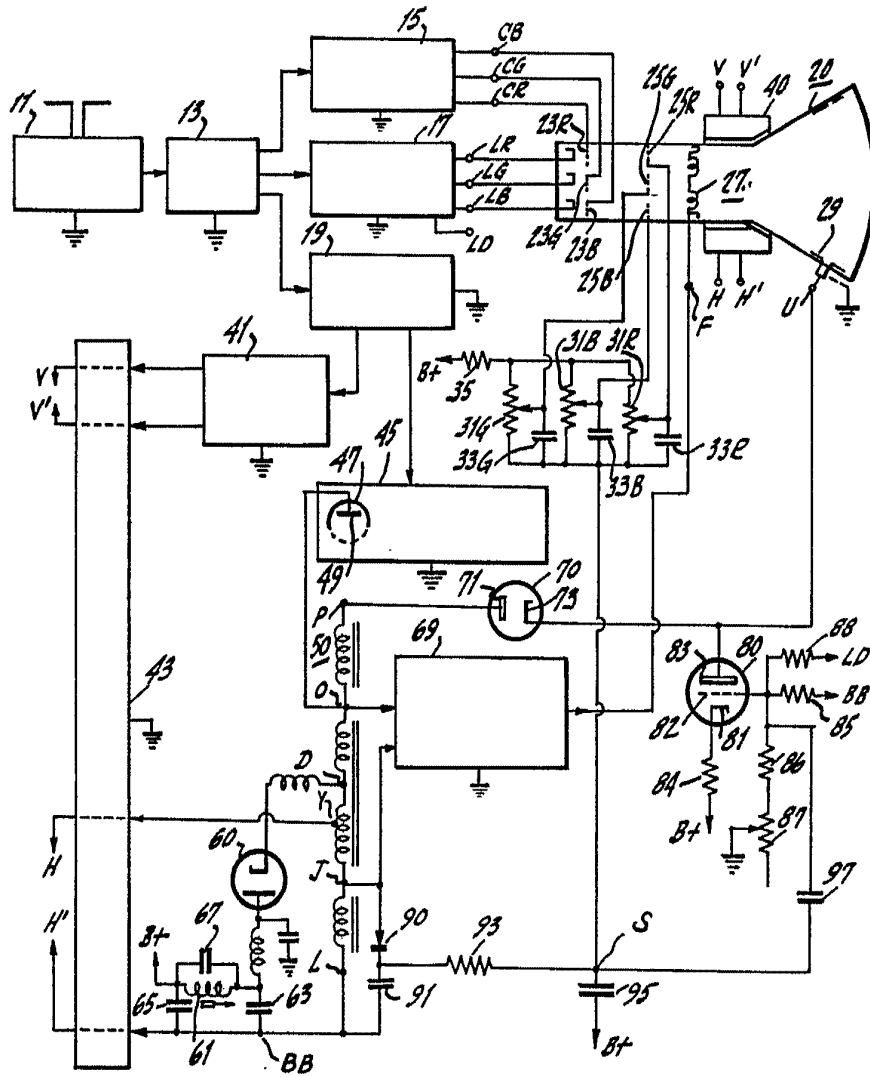 15
CB
CG
CR
11
13
17
LR
LG
LB
LD
23R
23G
23B
25G
25R
25B
V
V'
40
20
27
29
U
H
H'
F
19
41
V
V'
B+
35
31G
33G
31B
33B
31R
33R
45
47
49
P
50
O
71
70
73
69
83
80
82
81
84
B+
88
LD
BB
85
86
87
97
43
D
Y
60
J
H
H'
B+
67
65
61
63
BB
L
90
91
93
S
95
B+